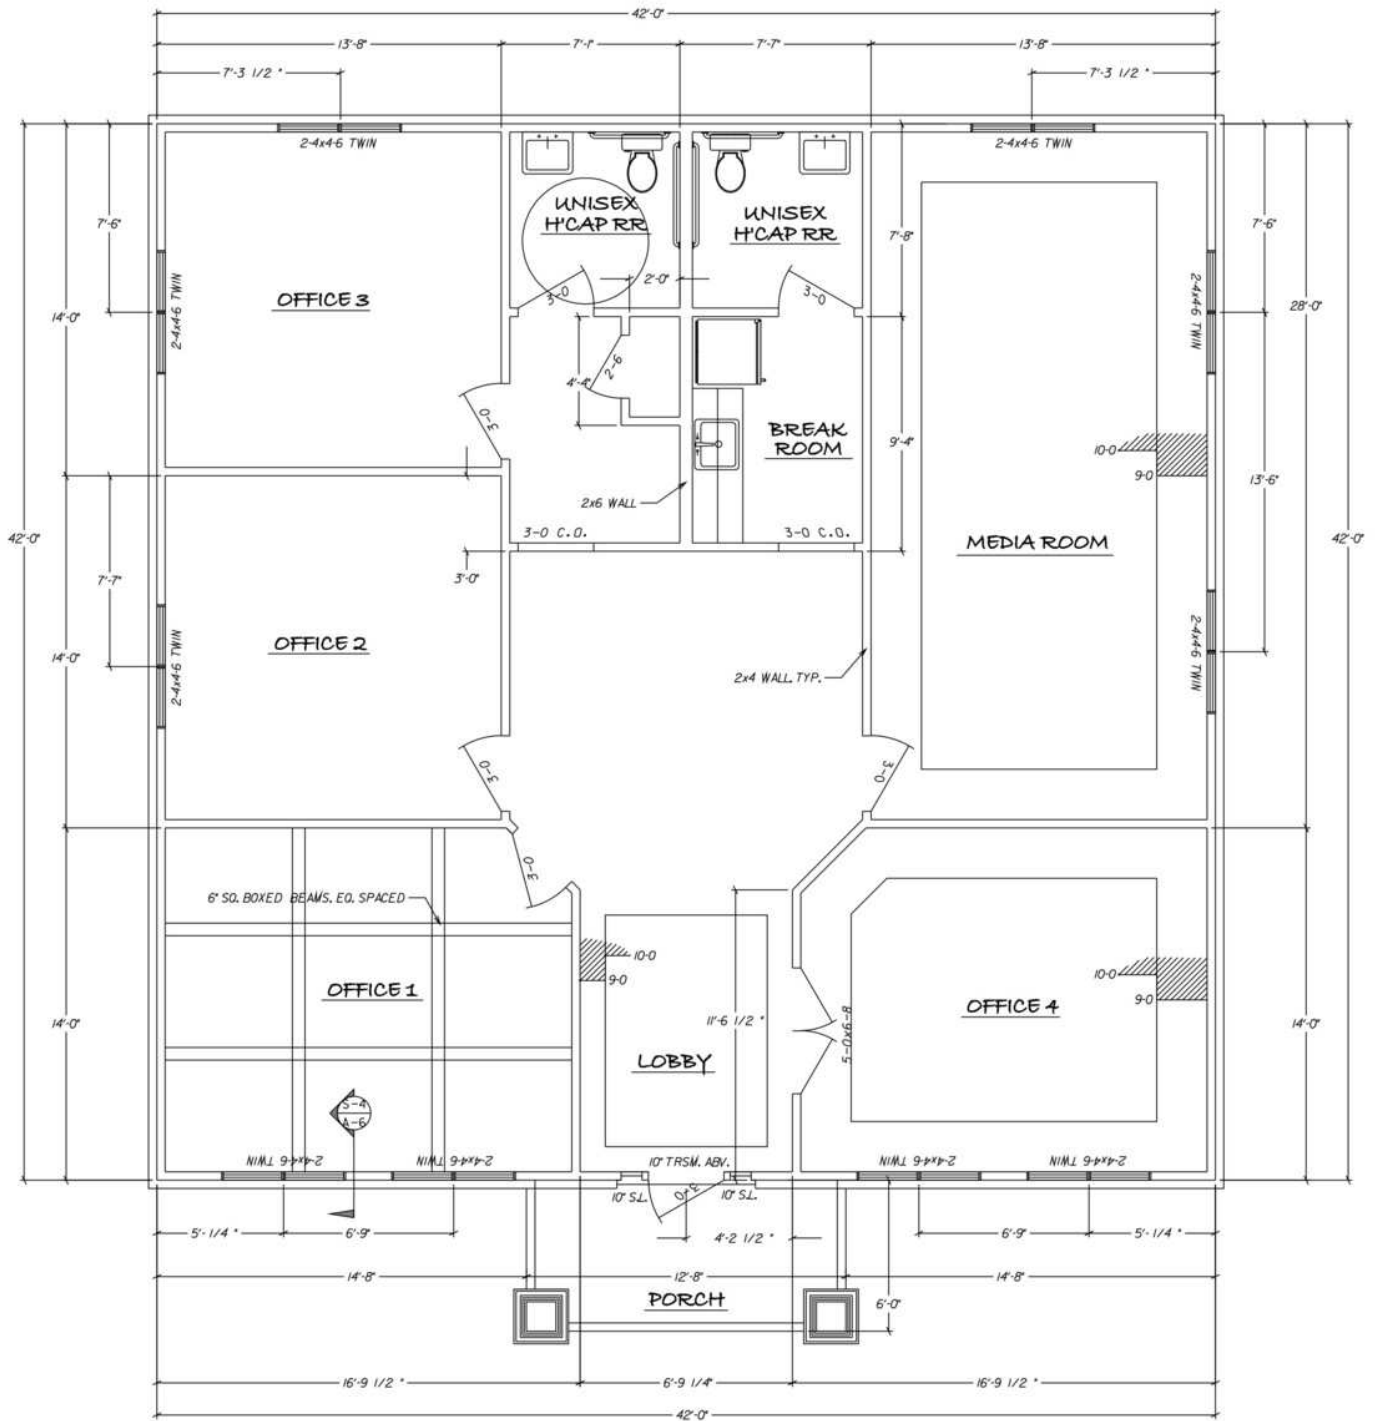 42'-0"
13'-8" 7'-1" 7'-7" 13'-8"
7'-3 1/2 " 7'-3 1/2 "
2-4x4-6 TWIN 2-4x4-6 TWIN
UNISEX
H'CAP RR
UNISEX
H'CAP RR
7'-6"
7'-8"
7'-6"
2'-0"
3-0
3-0
OFFICE 3
2-4x4-6 TWIN
2-4x4-6 TWIN
14'-0"
28'-0"
2-6
4'-4"
3-0
BREAK
ROOM
9'-4"
10-0
9-0
13'-6"
2x6 WALL
3-0 C.O. 3-0 C.O.
42'-0"
MEDIA ROOM
42'-0"
7'-7"
3'-0"
OFFICE 2
14'-0"
2-4x4-6 TWIN
2-4x4-6 TWIN
2x4 WALL. TYP.
3-0
3-0
3-0
6" SQ. BOXED BEAMS. EQ. SPACED
10-0
9-0
10-0
9-0
OFFICE 1
OFFICE 4
14'-0"
11'-6 1/2 "
5-0x6-8
14'-0"
LOBBY
S-4
A-6
2-4x4-6 TWIN 2-4x4-6 TWIN
10" TRSM. ABV.
2-4x4-6 TWIN 2-4x4-6 TWIN
10" S.L. 3-0 10" S.L.
5'- 1/4 " 6'-9" 4'-2 1/2 " 6'-9" 5'- 1/4 "
14'-8" 12'-8" 14'-8"
PORCH
6'-0"
16'-9 1/2 " 6'-9 1/4" 16'-9 1/2 "
42'-0"